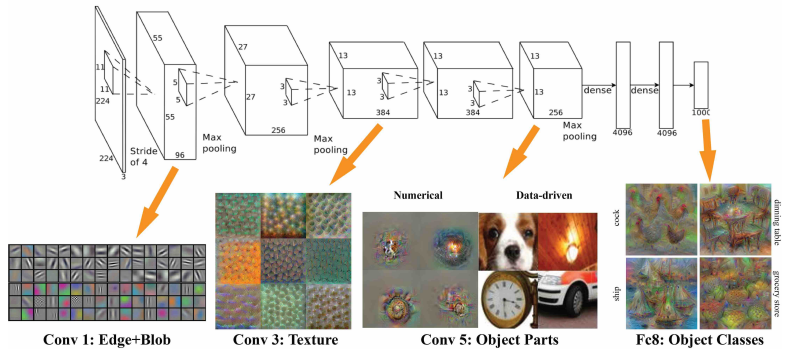 55
27
13
13
13
11
11
224
5
5
55
27
3
3
13
3
3
13
3
3
13
dense
dense
1000
384
384
256
256
Max
pooling
4096
4096
Max
pooling
Max
pooling
Stride
of 4
96
224
3
Numerical
Data-driven
cock
dinning table
ship
grocery store
Conv 1: Edge+Blob
Conv 3: Texture
Conv 5: Object Parts
Fc8: Object Classes